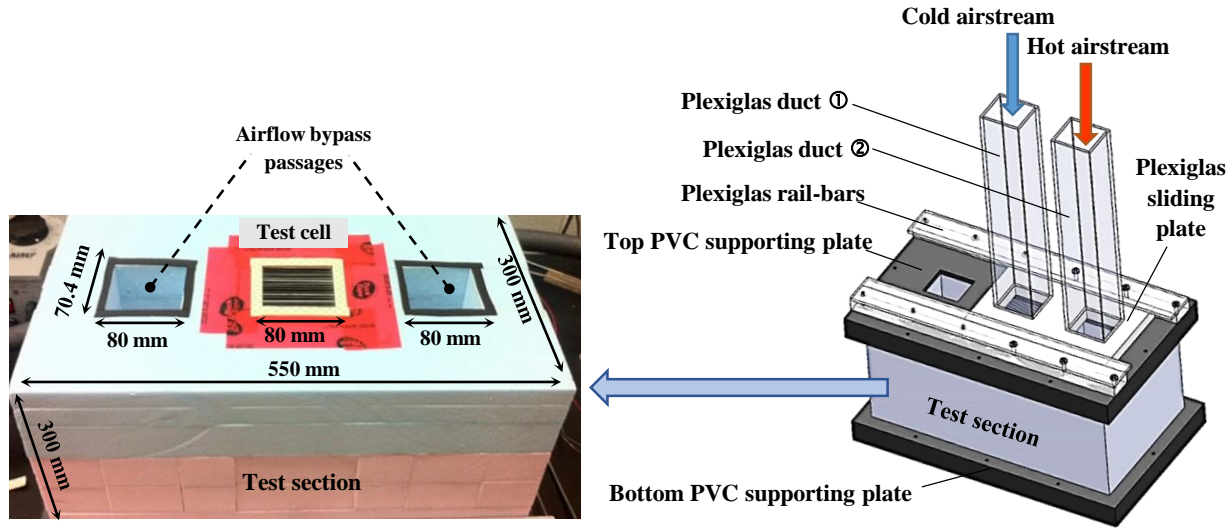 Airflow bypass
passages
Test cell
70.4 mm
300 mm
80 mm
80 mm
80 mm
550 mm
300 mm
Test section
Cold airstream
Hot airstream
Plexiglas duct ①
Plexiglas duct ②
Plexiglas
sliding
plate
Plexiglas rail-bars
Top PVC supporting plate
Test section
Bottom PVC supporting plate